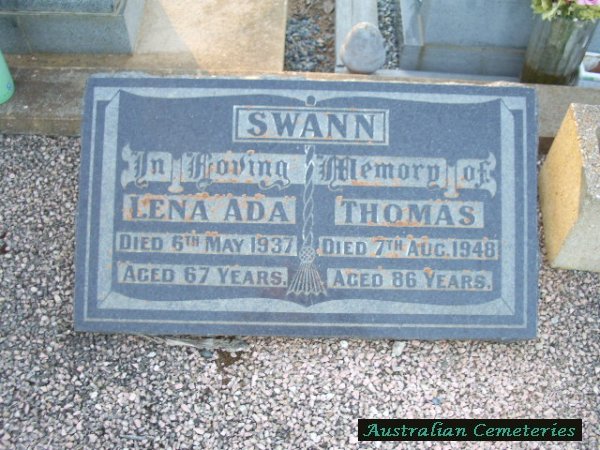 SWANN
In Loving Memory of
LENA ADA
DIED 6TH MAY 1937
AGED 67 YEARS.
THOMAS
DIED 7TH AUG. 1948
AGED 86 YEARS.
Australian Cemeteries